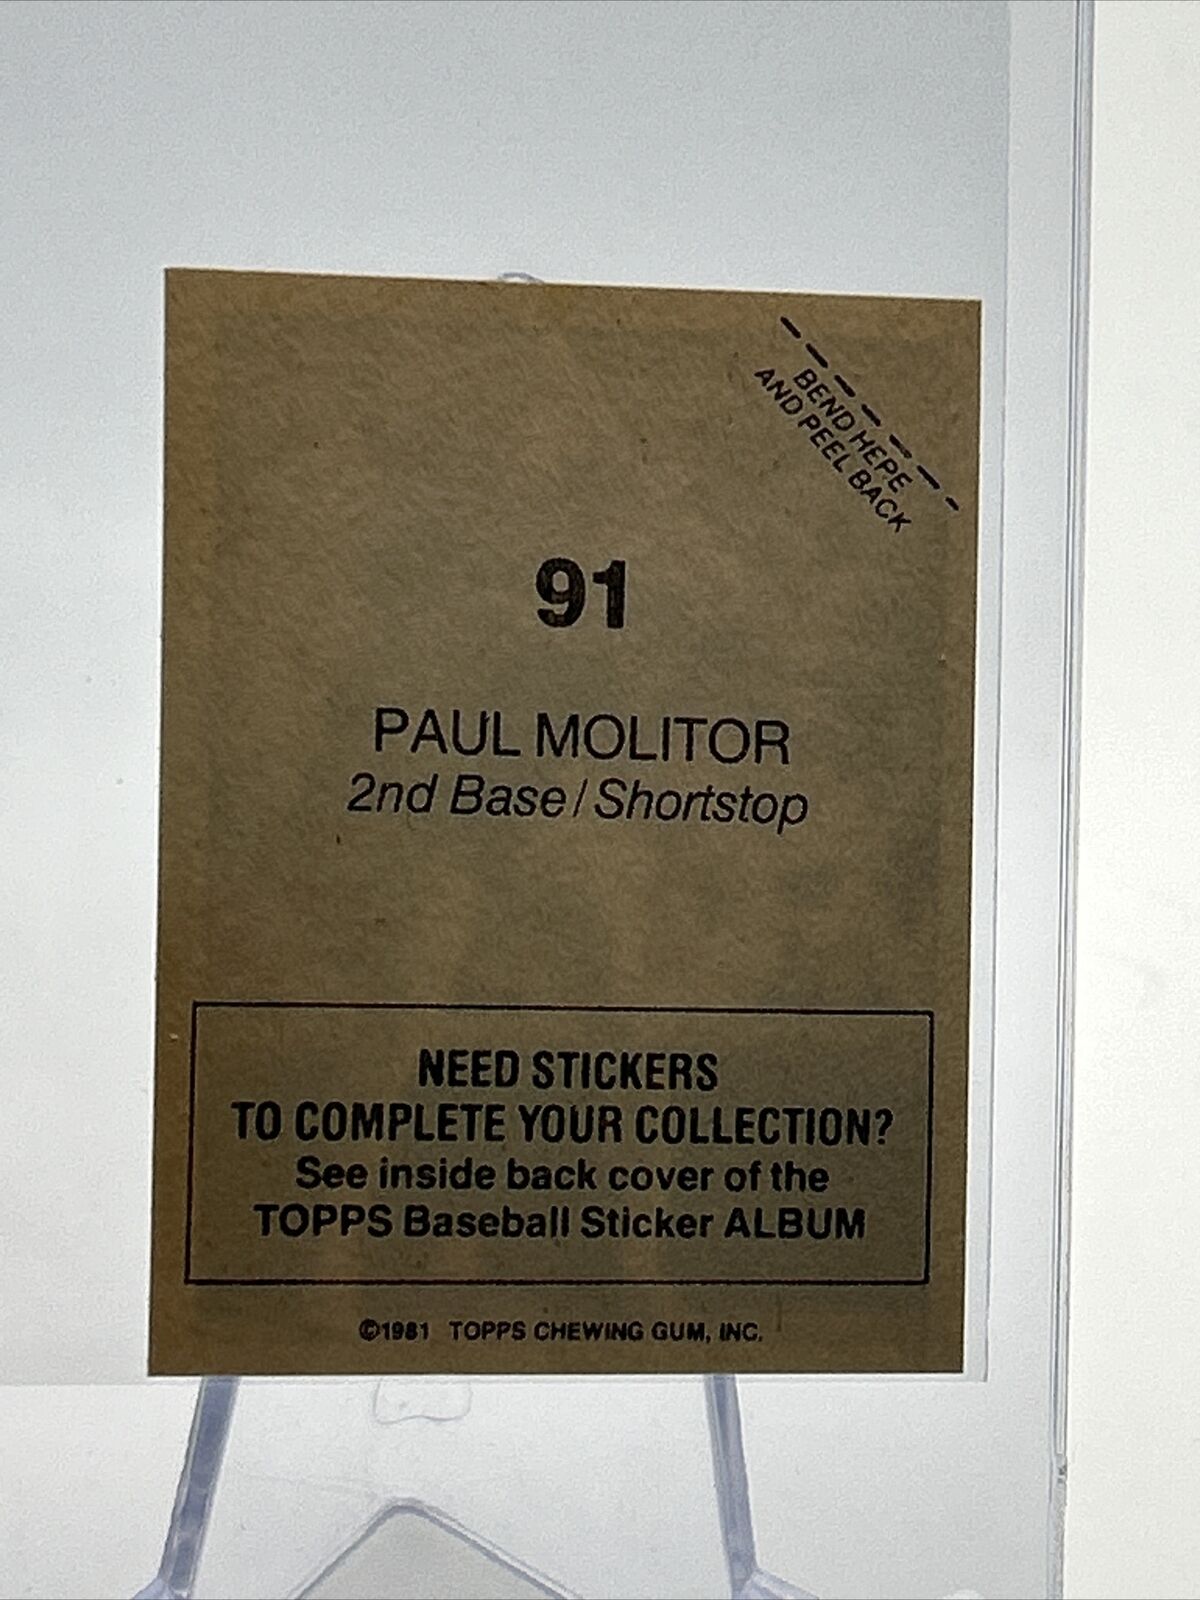 BEND HERE
AND PEEL BACK
91
PAUL MOLITOR
2nd Base/Shortstop
NEED STICKERS
TO COMPLETE YOUR COLLECTION?
See inside back cover of the
TOPPS Baseball Sticker ALBUM
©1981 TOPPS CHEWING GUM, INC.